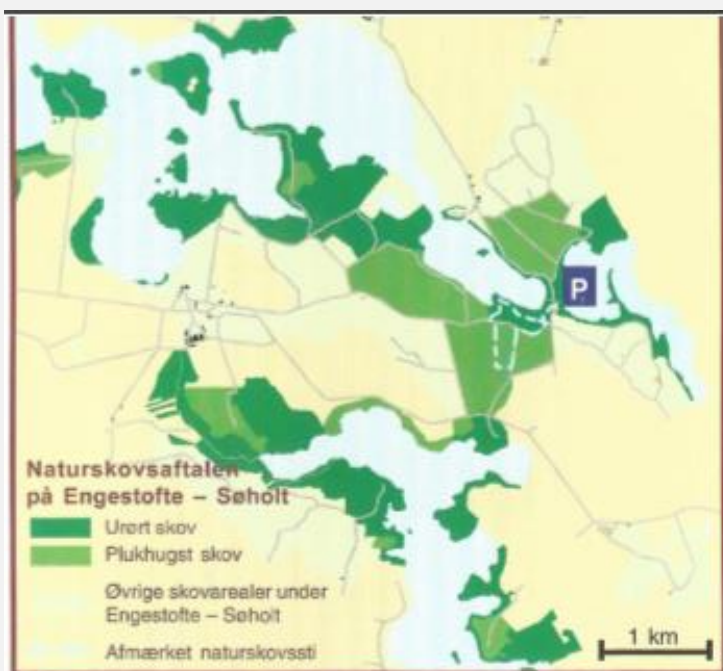 P
Naturskovsaftalen
på Engestofte – Søholt
Urørt skov
Plukhugst skov
Øvrige skovarealer under
Engestofte – Søholt
Afmærket naturskovssti
1 km